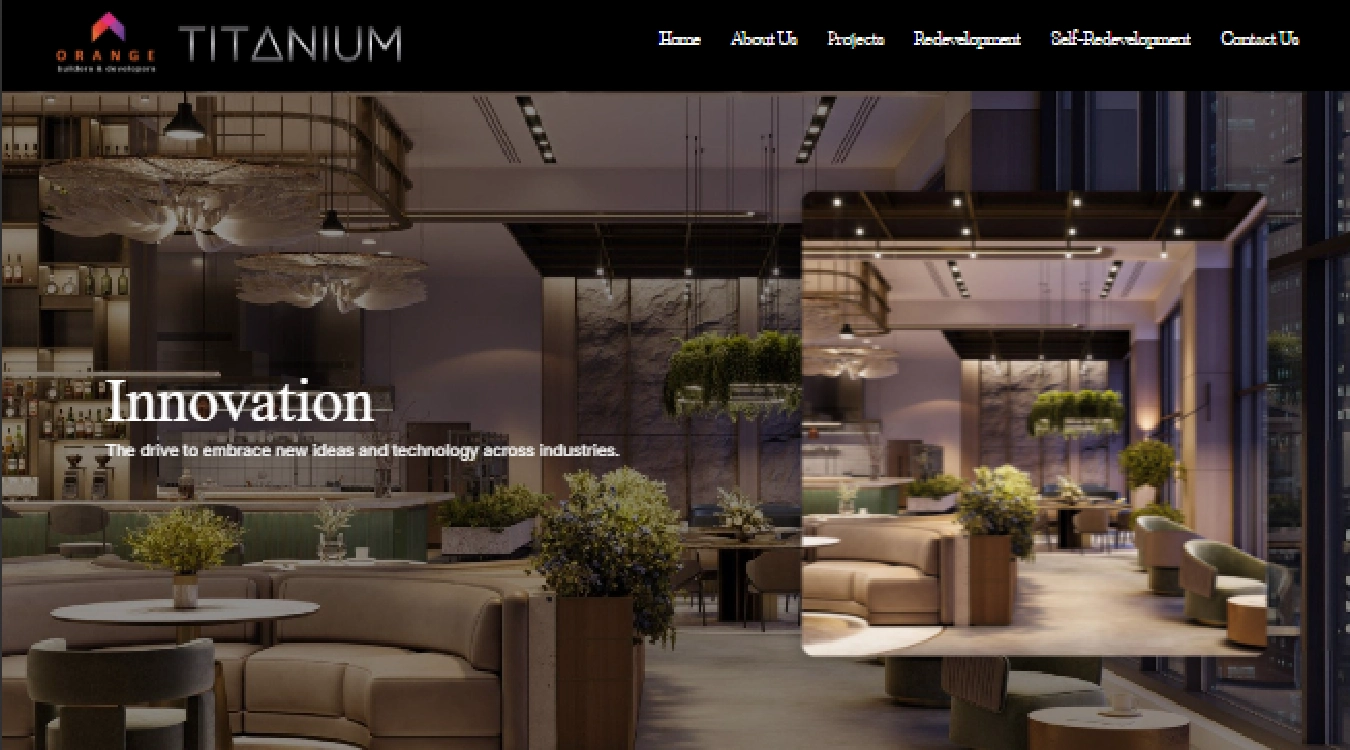 ORANGE
builders & developers
TITANIUM
Home About Us Projects Redevelopment Self-Redevelopment Contact Us
Innovation
The drive to embrace new ideas and technology across industries.